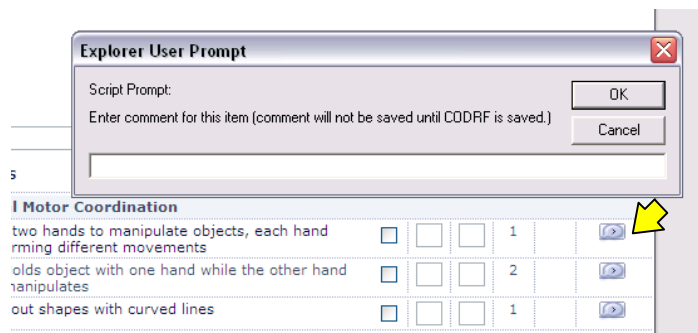 Explorer User Prompt
Script Prompt:
OK
Enter comment for this item (comment will not be saved until CODRF is saved.)
Cancel
s
l Motor Coordination
two hands to manipulate objects, each hand
rming different movements
1
olds object with one hand while the other hand
manipulates
2
out shapes with curved lines
1